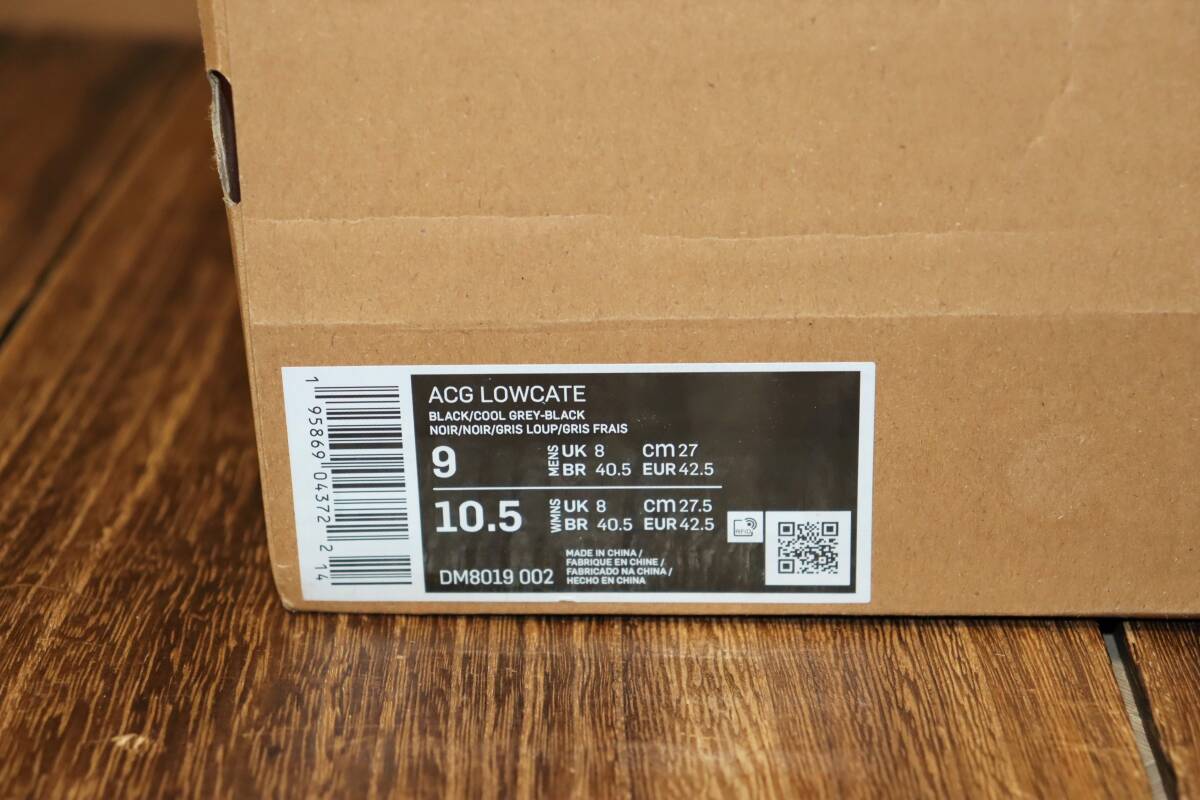 1 95869 04372 2 14
ACG LOWCATE
BLACK/COOL GREY-BLACK
NOIR/NOIR/GRIS LOUP/GRIS FRAIS
9 MENS UK 8 cm 27
BR 40.5 EUR 42.5
10.5 WMNS UK 8 cm 27.5
BR 40.5 EUR 42.5
RFID
MADE IN CHINA /
FABRIQUE EN CHINE /
FABRICADO NA CHINA /
HECHO EN CHINA
DM8019 002